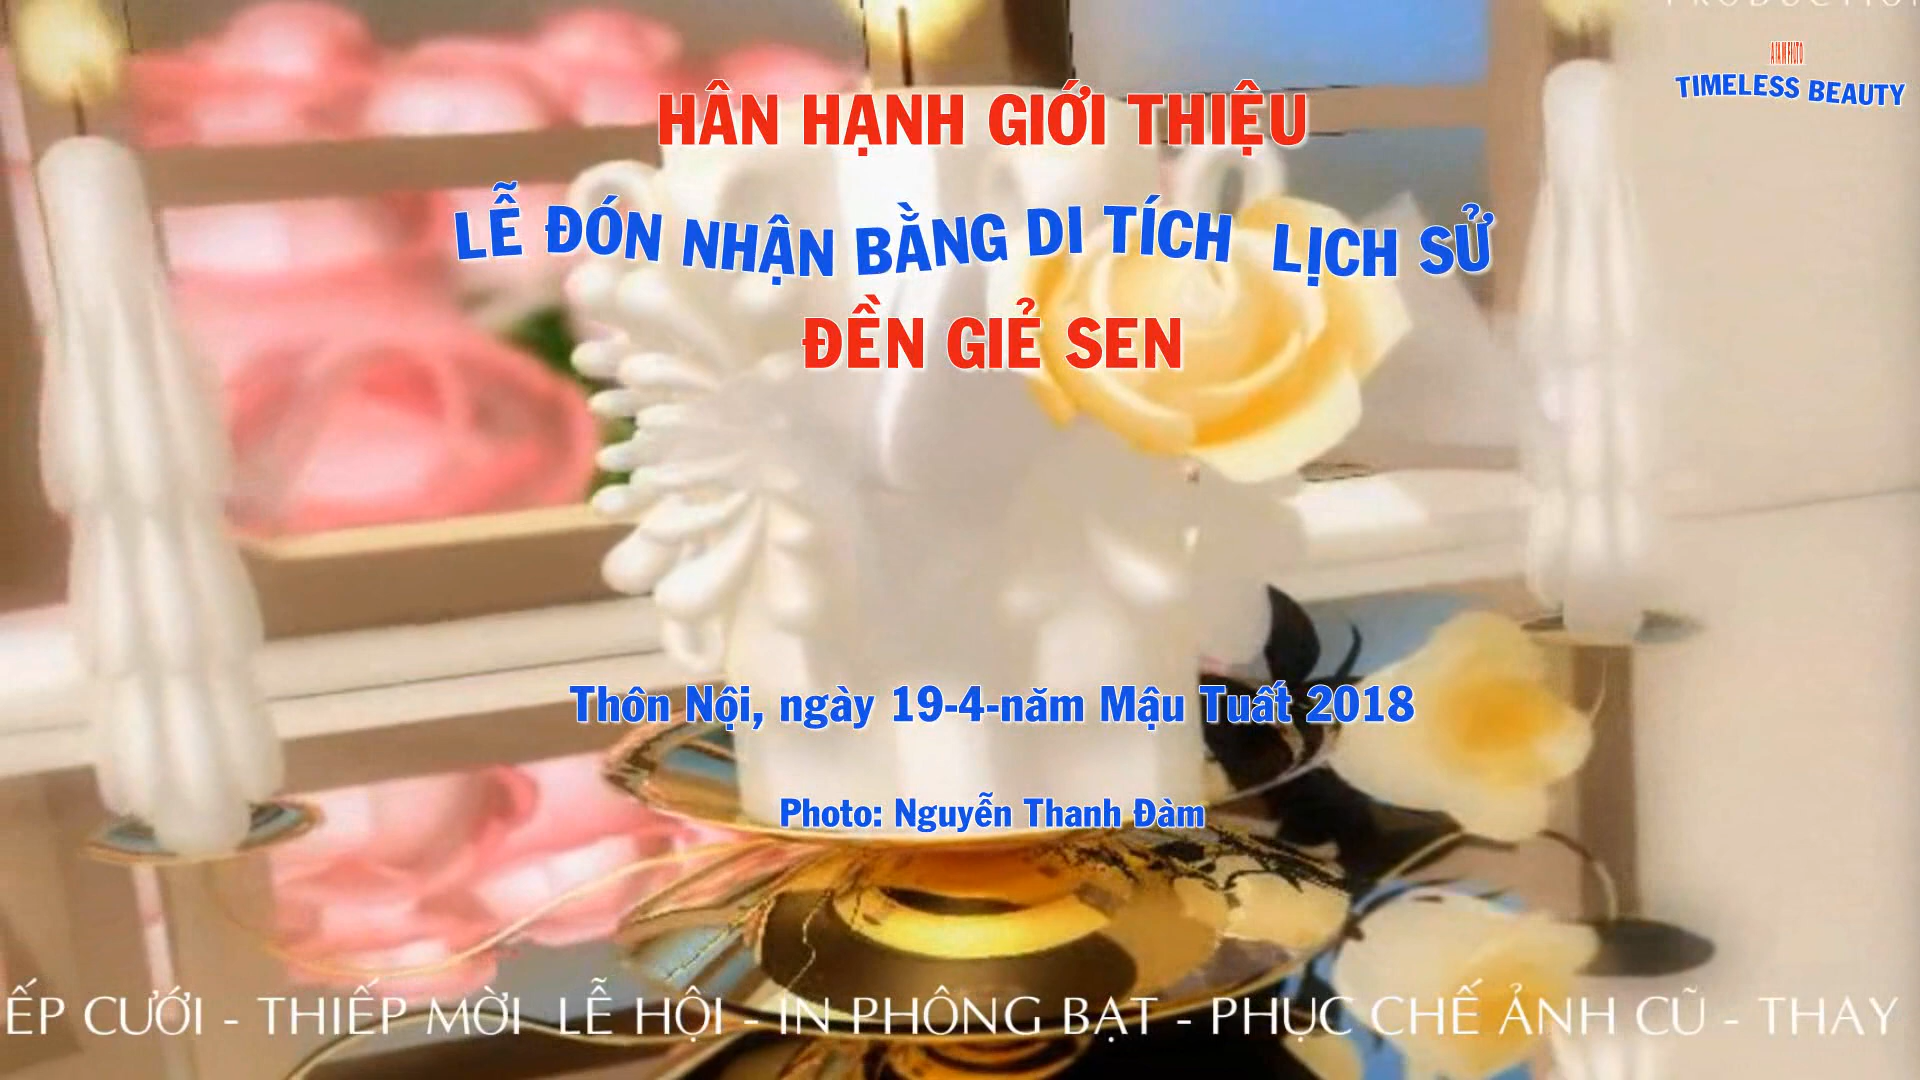 PRODUCTION
TIMELESS BEAUTY
HÂN HẠNH GIỚI THIỆU
LỄ ĐÓN NHẬN BẰNG DI TÍCH LỊCH SỬ
ĐỀN GIẺ SEN
Thôn Nội, ngày 19-4-năm Mậu Tuất 2018
Photo: Nguyễn Thanh Đàm
ẾP CƯỚI - THIẾP MỜI LỄ HỘI - IN PHÔNG BẠT - PHỤC CHẾ ẢNH CŨ - THAY